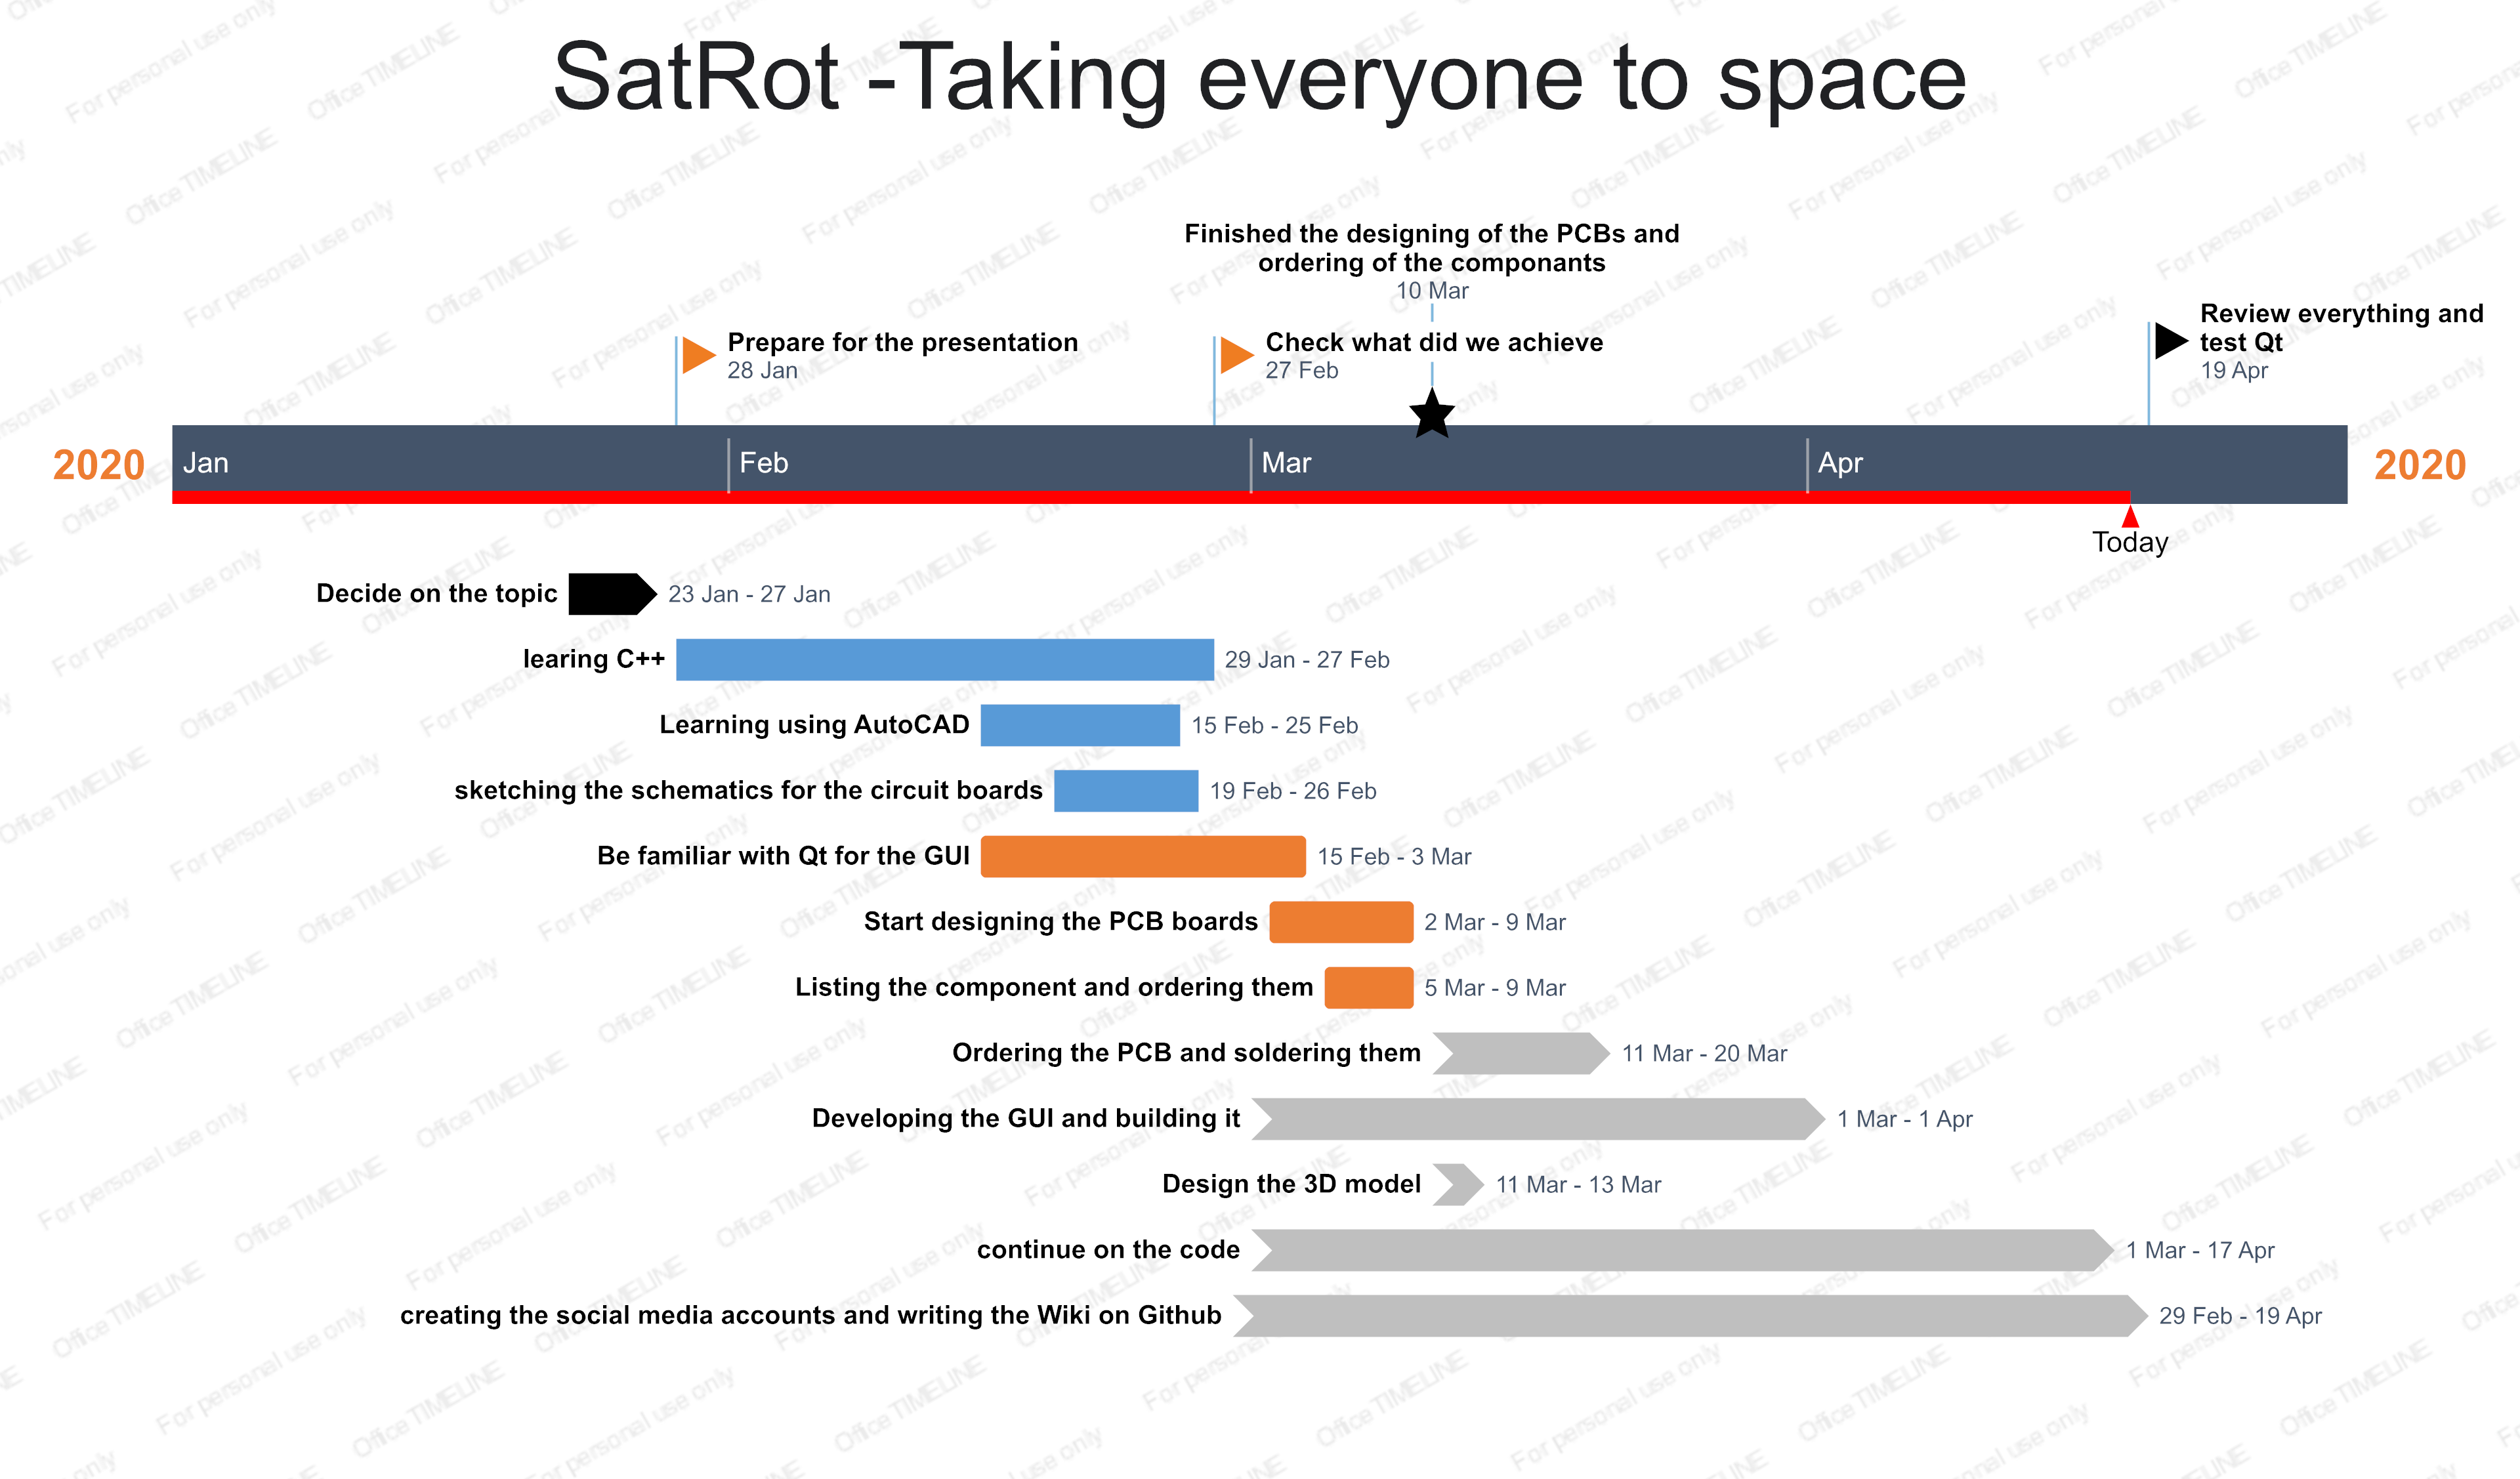 SatRot -Taking everyone to space
Finished the designing of the PCBs and
ordering of the componants
10 Mar
Prepare for the presentation
28 Jan
Check what did we achieve
27 Feb
Review everything and
test Qt
19 Apr
2020
Jan
Feb
Mar
Apr
2020
Today
Decide on the topic
23 Jan - 27 Jan
learing C++
29 Jan - 27 Feb
Learning using AutoCAD
15 Feb - 25 Feb
sketching the schematics for the circuit boards
19 Feb - 26 Feb
Be familiar with Qt for the GUI
15 Feb - 3 Mar
Start designing the PCB boards
2 Mar - 9 Mar
Listing the component and ordering them
5 Mar - 9 Mar
Ordering the PCB and soldering them
11 Mar - 20 Mar
Developing the GUI and building it
1 Mar - 1 Apr
Design the 3D model
11 Mar - 13 Mar
continue on the code
1 Mar - 17 Apr
creating the social media accounts and writing the Wiki on Github
29 Feb - 19 Apr
Office TIMELINE
For personal use only